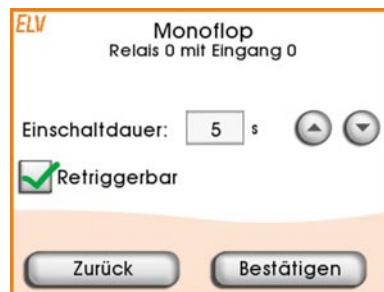 ELV
Monoflop
Relais 0 mit Eingang 0
Einschaltdauer: 5 s
Retriggerbar
Zurück Bestätigen